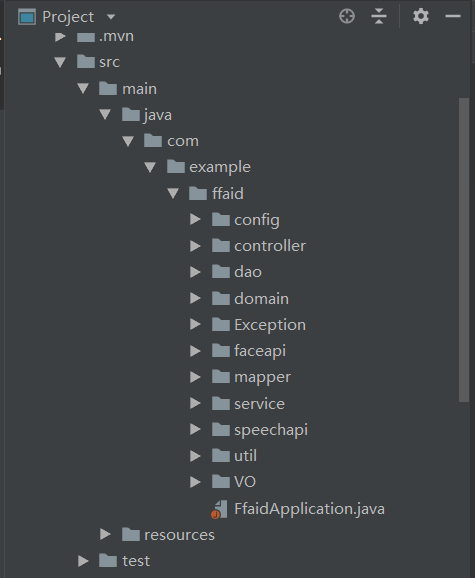 Project
.mvn
src
main
java
com
example
ffaid
config
controller
dao
domain
Exception
faceapi
mapper
service
speechapi
util
VO
FfaidApplication.java
resources
test